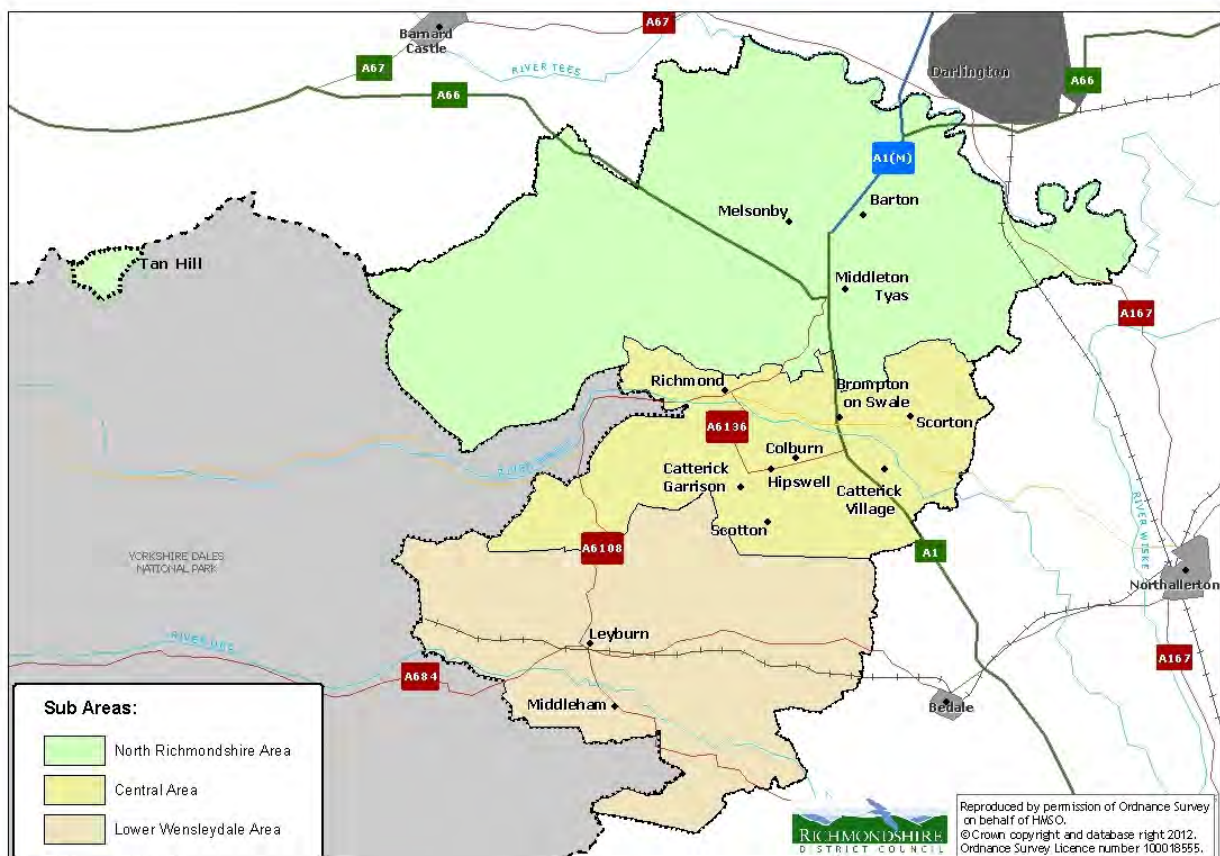 A67
Barnard
Castle
A67
RIVER TEES
Darlington
A66
A66
A1(M)
Melsonby
Barton
Tan Hill
Middleton
Tyas
A167
Richmond
Brompton
on Swale
Scorton
A6136
Colburn
RIVER
Catterick
Garrison
Hipswell
Catterick
Village
Scotton
RIVER WISKE
A6108
A1
YORKSHIRE DALES
NATIONAL PARK
Northallerton
RIVER URE
Leyburn
A684
A167
Middleham
Bedale
Sub Areas:
North Richmondshire Area
Central Area
Lower Wensleydale Area
RICHMONDSHIRE
DISTRICT COUNCIL
Reproduced by permission of Ordnance Survey
on behalf of HMSO.
© Crown copyright and database right 2012.
Ordnance Survey Licence number 100018555.